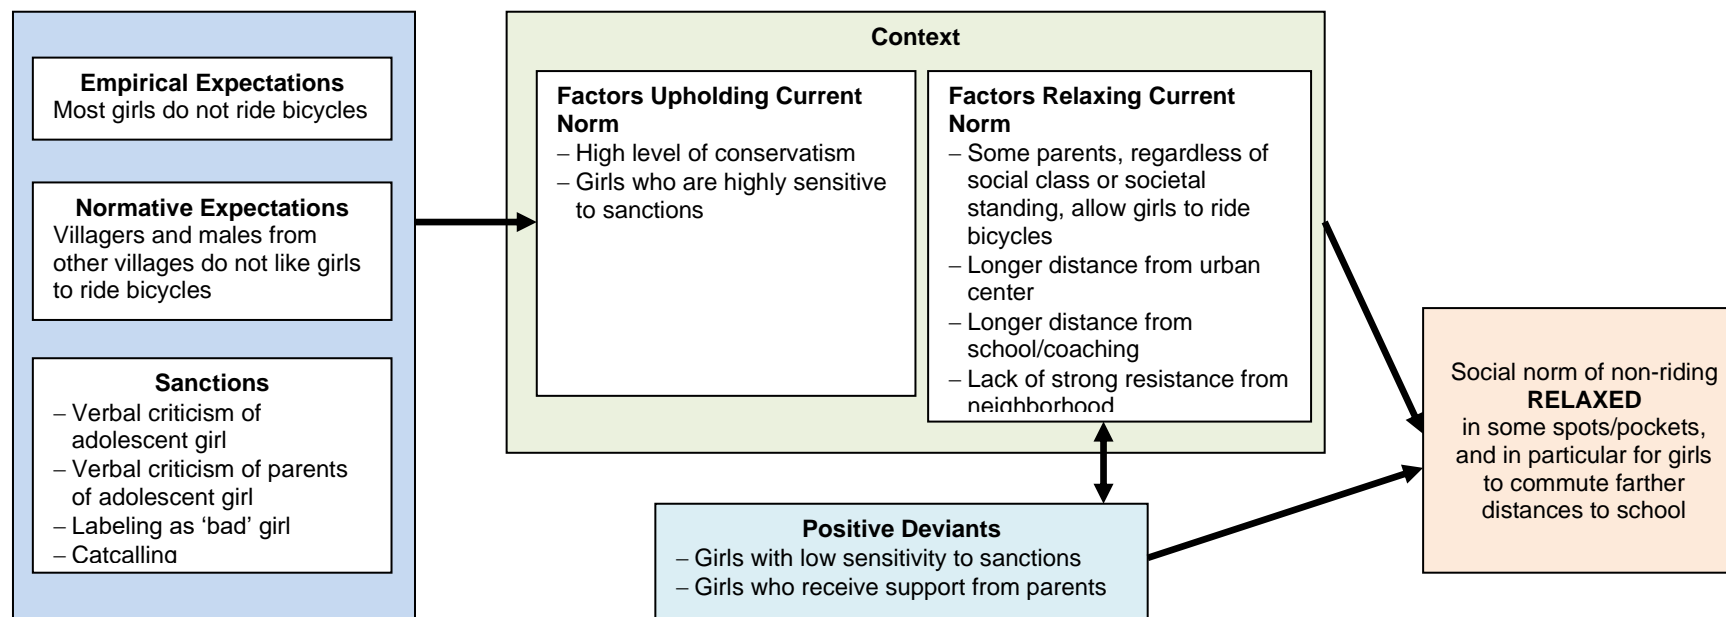 Empirical Expectations
Most girls do not ride bicycles
Normative Expectations
Villagers and males from
other villages do not like girls
to ride bicycles
Sanctions
– Verbal criticism of
adolescent girl
– Verbal criticism of parents
of adolescent girl
– Labeling as ‘bad’ girl
– Catcalling
Context
Factors Upholding Current
Norm
– High level of conservatism
– Girls who are highly sensitive
to sanctions
Factors Relaxing Current
Norm
– Some parents, regardless of
social class or societal
standing, allow girls to ride
bicycles
– Longer distance from urban
center
– Longer distance from
school/coaching
– Lack of strong resistance from
neighborhood
Positive Deviants
– Girls with low sensitivity to sanctions
– Girls who receive support from parents
Social norm of non-riding
RELAXED
in some spots/pockets,
and in particular for girls
to commute farther
distances to school